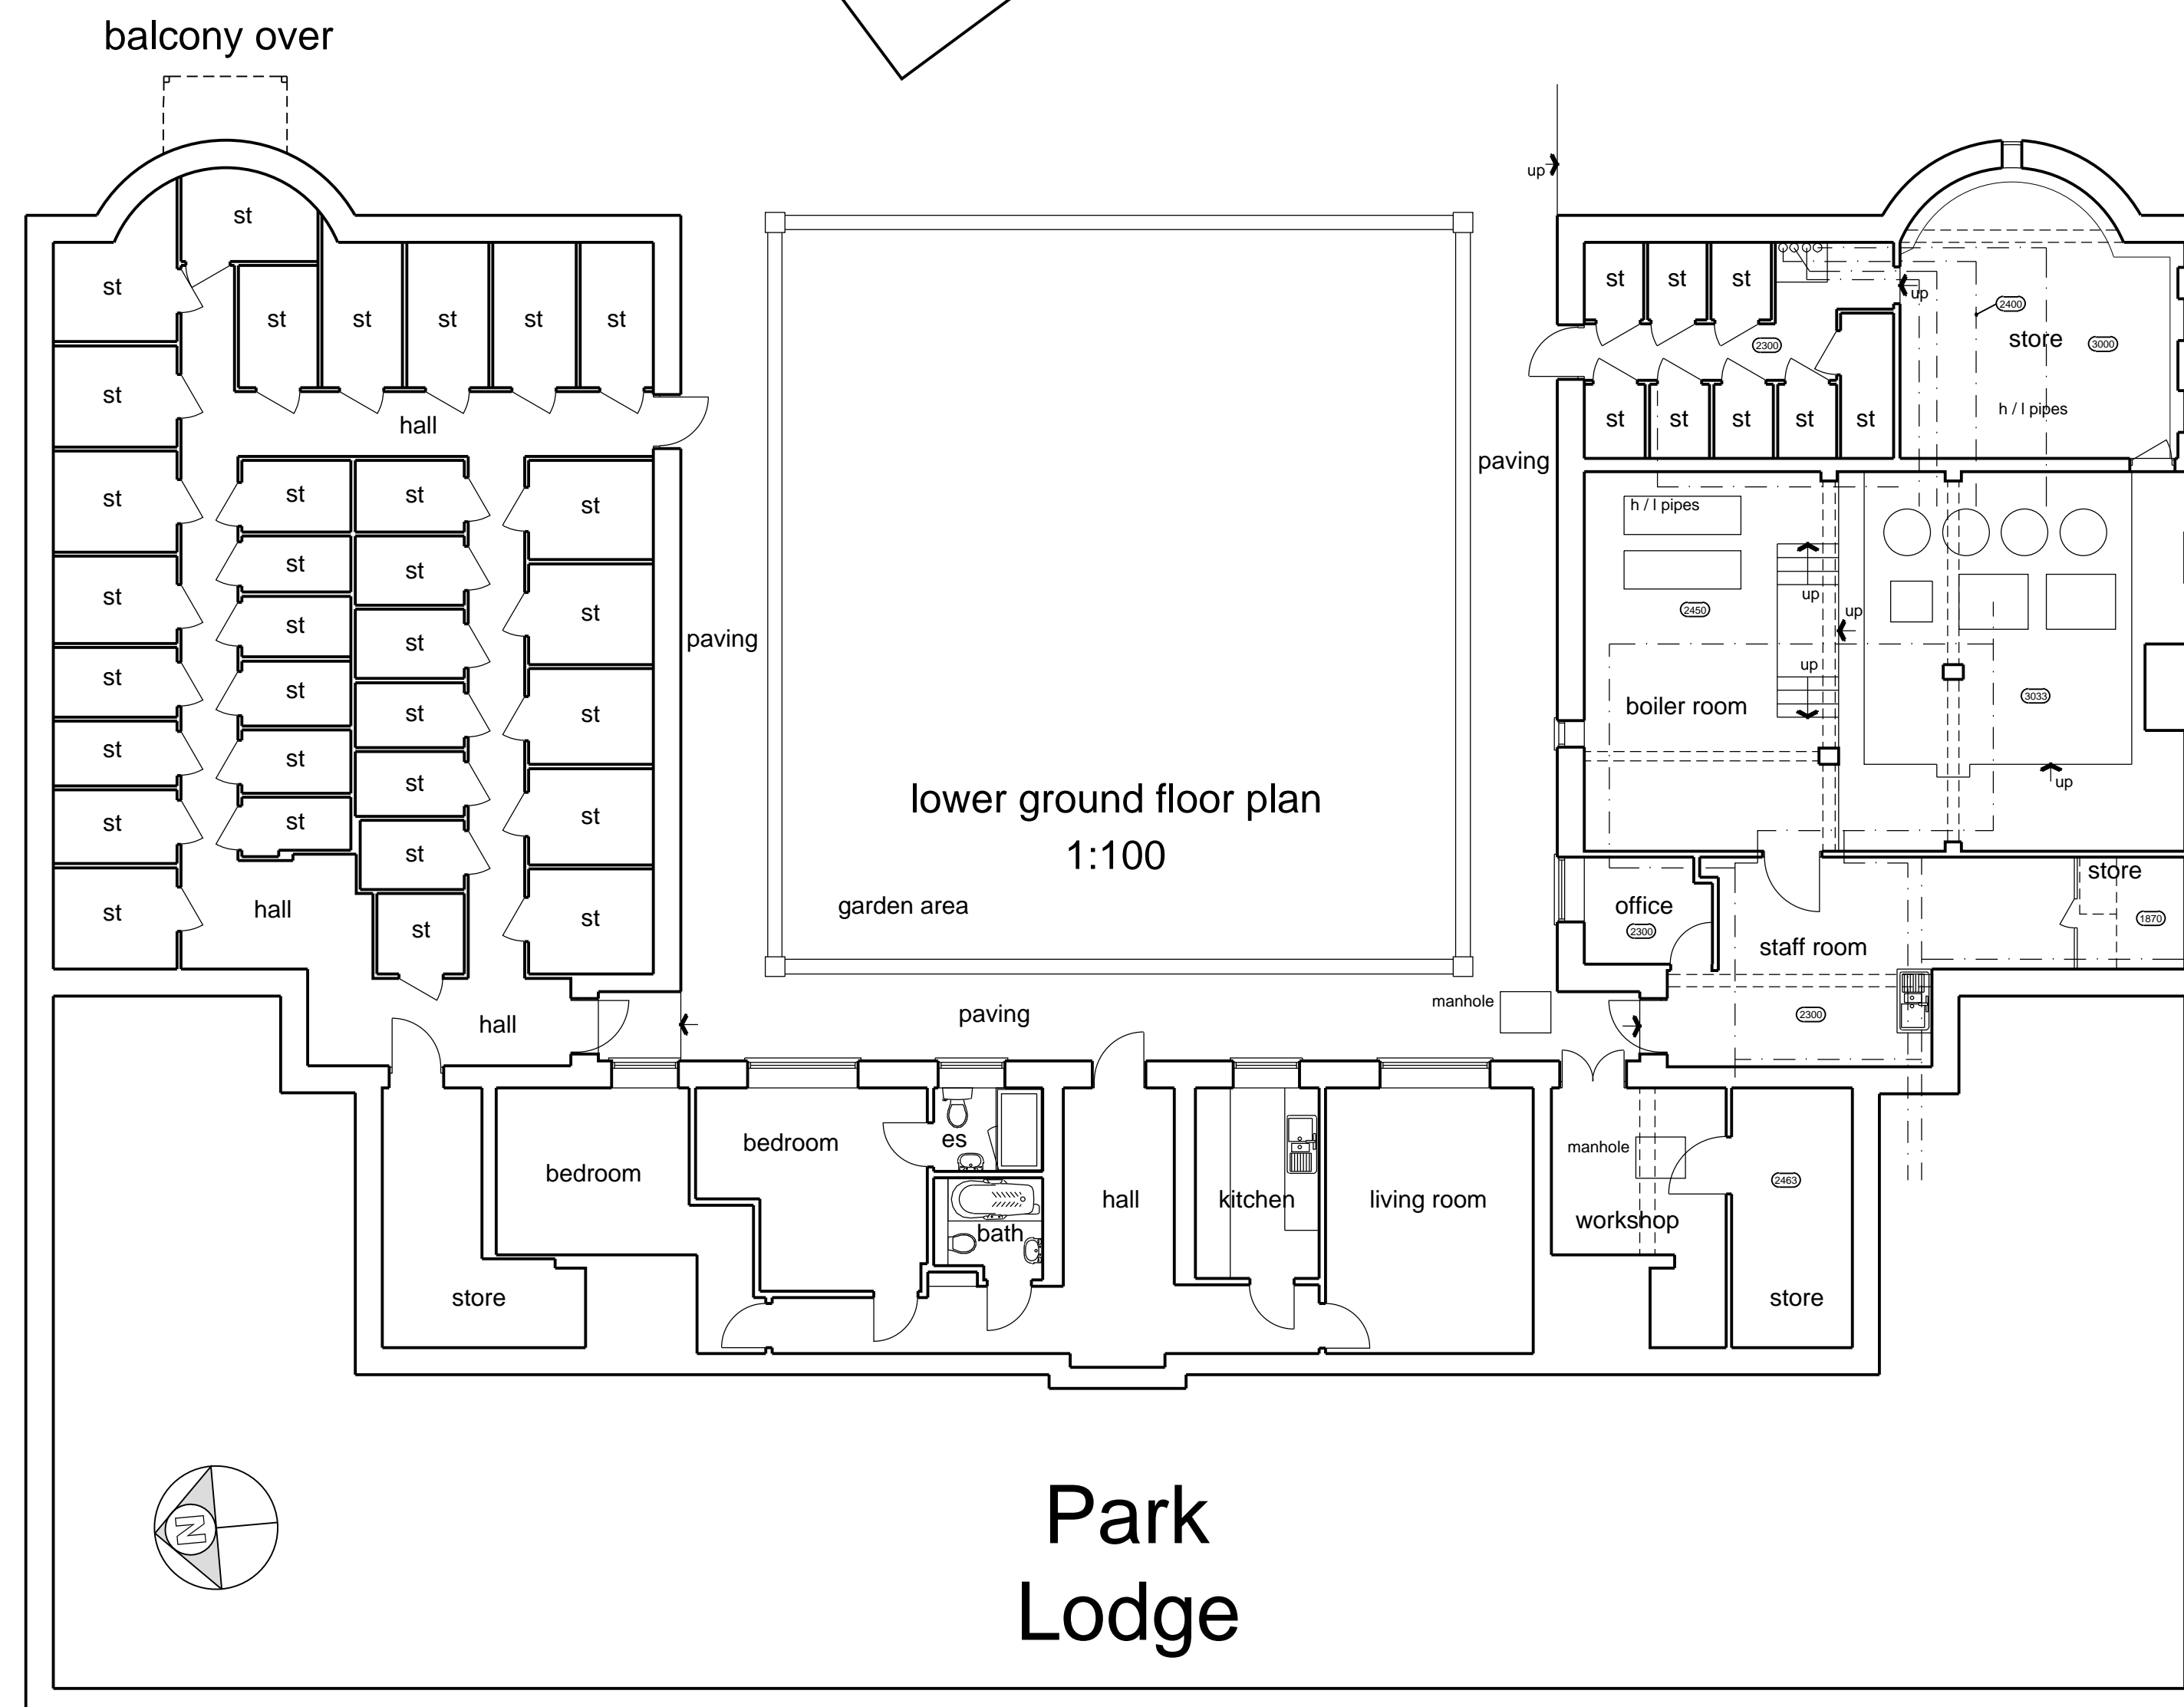 balcony over
up
st
st st st st
up
st
2400
st st st st st
2300
store 3000
st
h / l pipes
hall
st st st st st
paving
st st st st
st
h / l pipes
st st
st st
2450
up
up
st st
paving
st
up
st st
3033
boiler room
st
st st
up
st st
lower ground floor plan
st
st st
1:100
st
store
office
garden area
st
hall
st
1870
st
2300
staff room
manhole
paving
2300
hall
bedroom
es
manhole
bedroom
2463
hall
kitchen
living room
workshop
bath
store
store
N
Park
Lodge